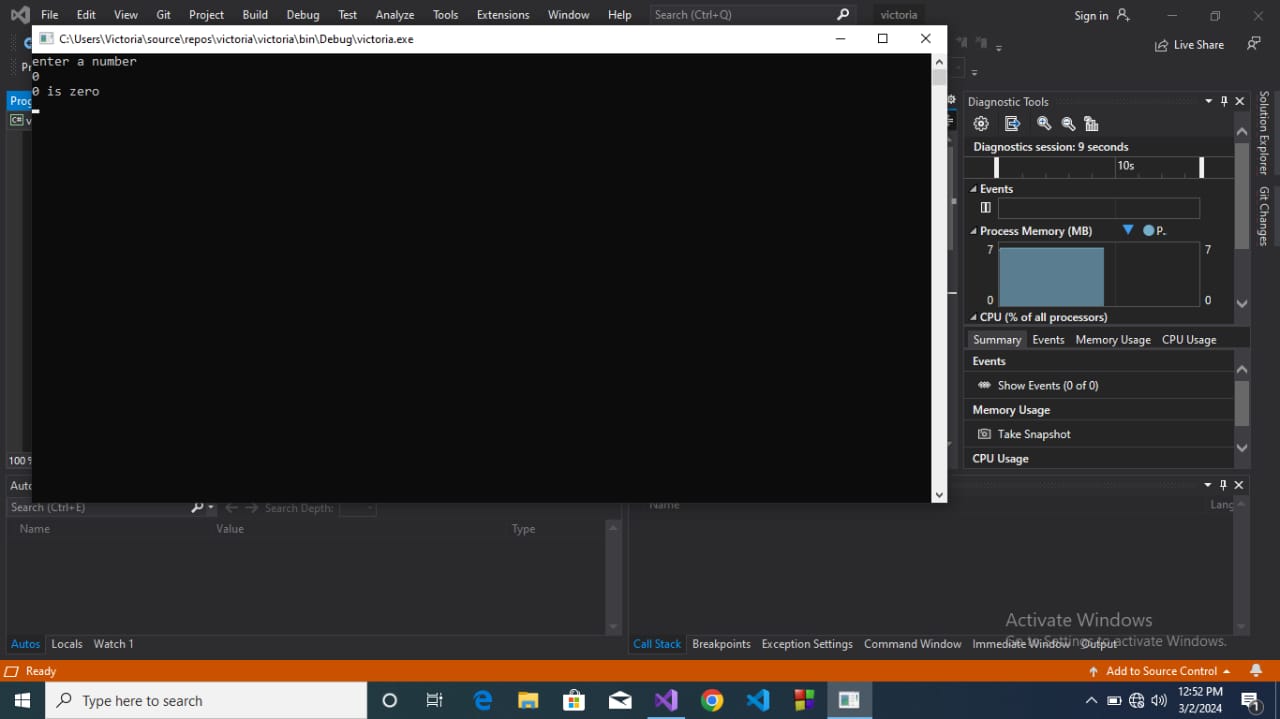 File Edit View Git Project Build Debug Test Analyze Tools Extensions Window Help Search (Ctrl+Q) victoria Sign in
C:\Users\Victoria\source\repos\victoria\victoria\bin\Debug\victoria.exe
Live Share
enter a number
0
0 is zero
Diagnostic Tools
Diagnostics session: 9 seconds
10s
Events
Process Memory (MB) P..
7 7
0 0
CPU (% of all processors)
Summary Events Memory Usage CPU Usage
Events
Show Events (0 of 0)
Memory Usage
Take Snapshot
CPU Usage
Solution Explorer
Git Changes
100 %
Search (Ctrl+E) Search Depth:
Name Value Type
Name Lang
Autos Locals Watch 1
Call Stack Breakpoints Exception Settings Command Window Immediate Window Output
Activate Windows
Go to Settings to activate Windows.
Ready Add to Source Control
Type here to search
12:52 PM
3/2/2024
1